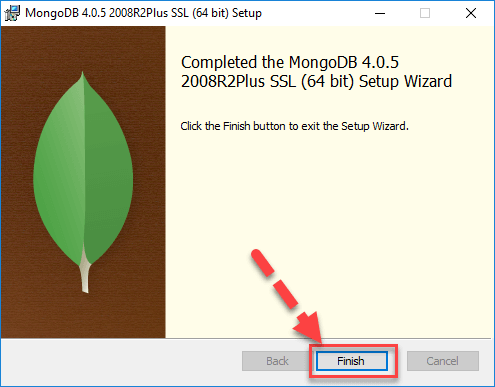 MongoDB 4.0.5 2008R2Plus SSL (64 bit) Setup
Completed the MongoDB 4.0.5
2008R2Plus SSL (64 bit) Setup Wizard
Click the Finish button to exit the Setup Wizard.
Back
Finish
Cancel